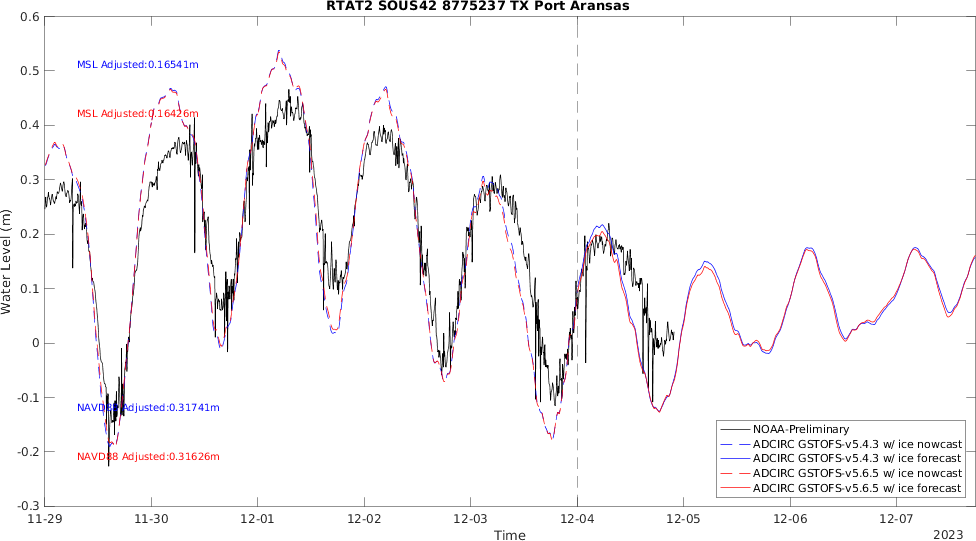 RTAT2 SOUS42 8775237 TX Port Aransas
0.6
0.5
0.4
0.3
0.2
0.1
0
-0.1
-0.2
-0.3
Water Level (m)
MSL Adjusted:0.16541m
MSL Adjusted:0.16426m
NAVD88 Adjusted:0.31741m
NAVD88 Adjusted:0.31626m
NOAA-Preliminary
ADCIRC GSTOFS-v5.4.3 w/ ice nowcast
ADCIRC GSTOFS-v5.4.3 w/ ice forecast
ADCIRC GSTOFS-v5.6.5 w/ ice nowcast
ADCIRC GSTOFS-v5.6.5 w/ ice forecast
11-29 11-30 12-01 12-02 12-03 12-04 12-05 12-06 12-07
Time
2023